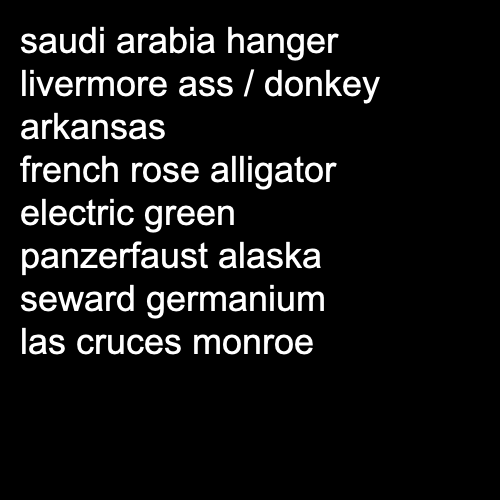 saudi arabia hanger
livermore ass / donkey
arkansas
french rose alligator
electric green
panzerfaust alaska
seward germanium
las cruces monroe